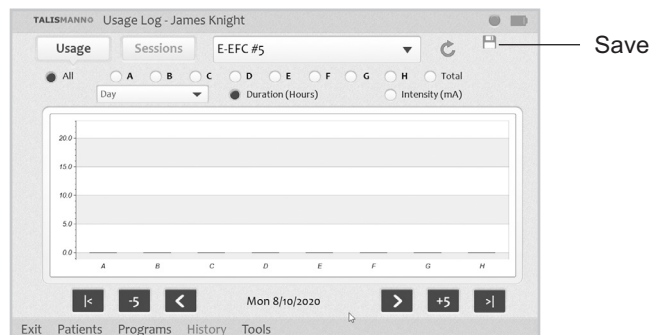 TALISMANN® Usage Log - James Knight
Usage Sessions E-EFC #5 Save
All A B C D E F G H Total
Day Duration (Hours) Intensity (mA)
20.0
15.0
10.0
5.0
0.0
A B C D E F G H
|< -5 < Mon 8/10/2020 > +5 >|
Exit Patients Programs History Tools